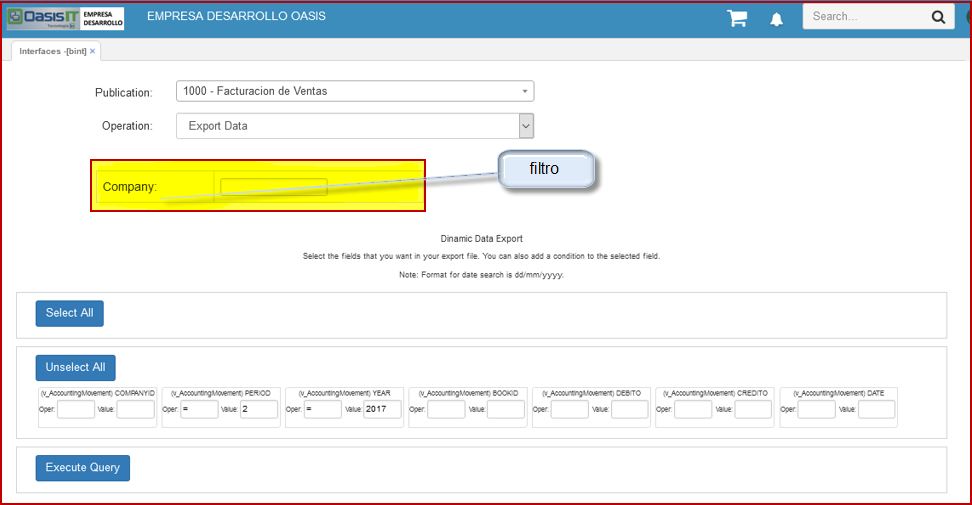 OasisIT
Tecnología
EMPRESA
DESARROLLO
EMPRESA DESARROLLO OASIS
Search...
Interfaces -[bint] ×
Publication:
1000 - Facturacion de Ventas
Operation:
Export Data
filtro
Company:
Dinamic Data Export
Select the fields that you want in your export file. You can also add a condition to the selected field.
Note: Format for date search is dd/mm/yyyy.
Select All
Unselect All
(v_AccountingMovement) COMPANYID (v_AccountingMovement) PERIOD (v_AccountingMovement) YEAR (v_AccountingMovement) BOOKID (v_AccountingMovement) DEBITO (v_AccountingMovement) CREDITO (v_AccountingMovement) DATE
Oper: Value: Oper: = Value: 2 Oper: = Value: 2017 Oper: Value: Oper: Value: Oper: Value: Oper: Value:
Execute Query